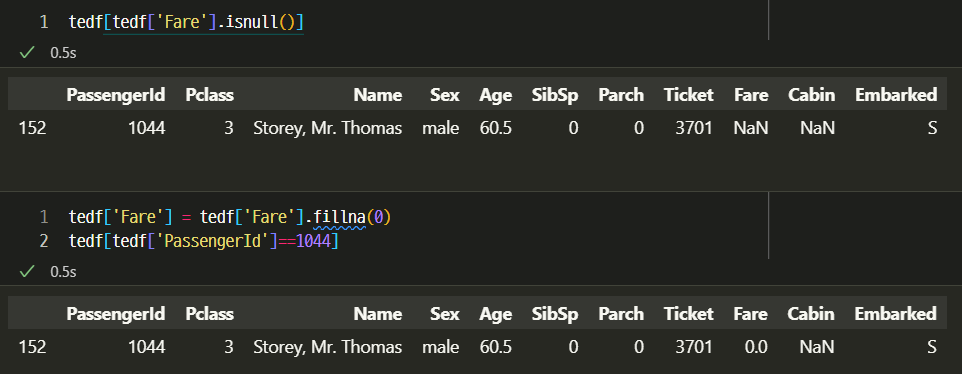 1 tedf[tedf['Fare'].isnull()]
0.5s
PassengerId Pclass Name Sex Age SibSp Parch Ticket Fare Cabin Embarked
152 1044 3 Storey, Mr. Thomas male 60.5 0 0 3701 NaN NaN S
1 tedf['Fare'] = tedf['Fare'].fillna(0)
2 tedf[tedf['PassengerId']==1044]
0.5s
PassengerId Pclass Name Sex Age SibSp Parch Ticket Fare Cabin Embarked
152 1044 3 Storey, Mr. Thomas male 60.5 0 0 3701 0.0 NaN S